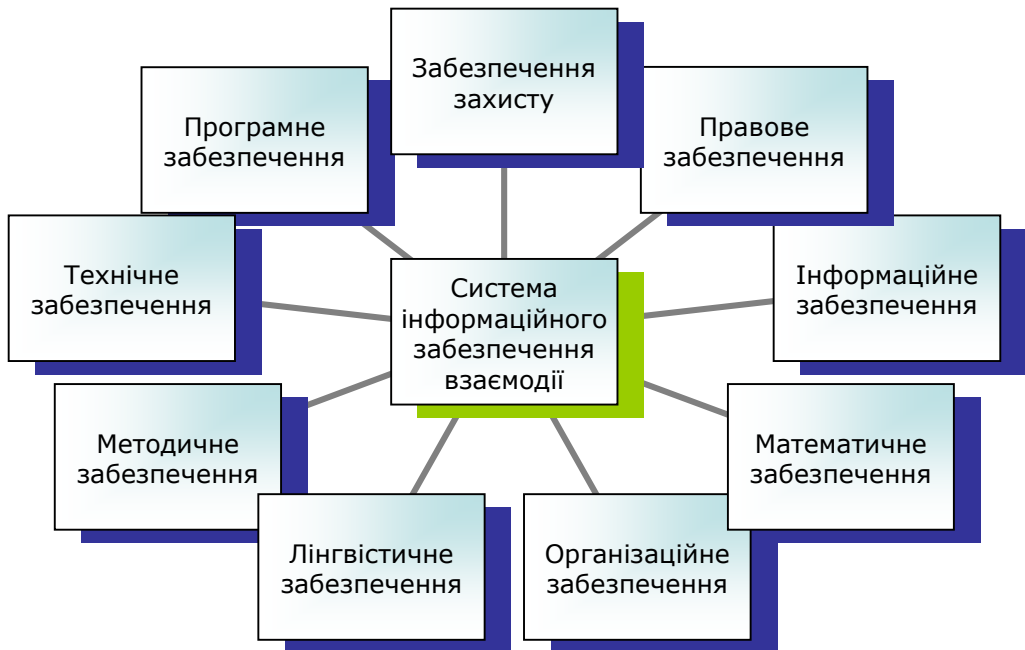 Забезпечення
захисту
Програмне
забезпечення
Правове
забезпечення
Технічне
забезпечення
Система
інформаційного
забезпечення
взаємодії
Інформаційне
забезпечення
Методичне
забезпечення
Математичне
забезпечення
Лінгвістичне
забезпечення
Організаційне
забезпечення